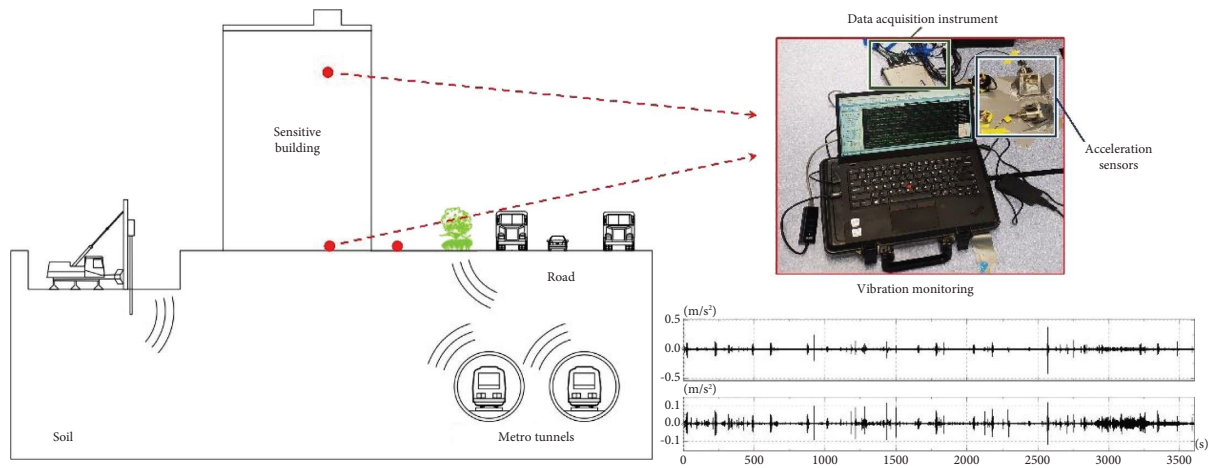 Data acquisition instrument
Sensitive
building
Acceleration
sensors
Road
Vibration monitoring
Soil
Metro tunnels
(m/s²)
0.5
0.0
-0.5
(m/s²)
0.1
0.0
-0.1
0 500 1000 1500 2000 2500 3000 3500 (s)